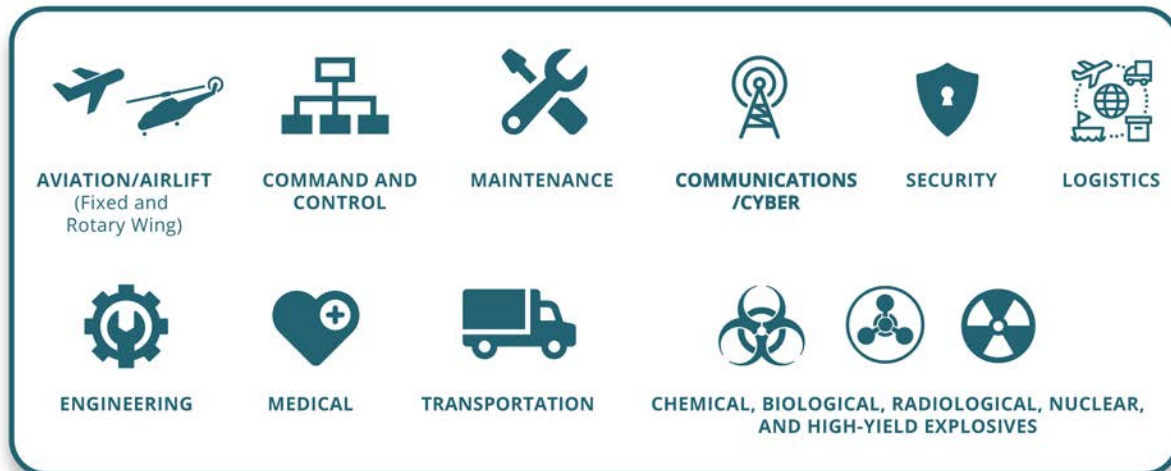 AVIATION/AIRLIFT
(Fixed and
Rotary Wing)
COMMAND AND
CONTROL
MAINTENANCE
COMMUNICATIONS
/CYBER
SECURITY
LOGISTICS
ENGINEERING
MEDICAL
TRANSPORTATION
CHEMICAL, BIOLOGICAL, RADIOLOGICAL, NUCLEAR,
AND HIGH-YIELD EXPLOSIVES